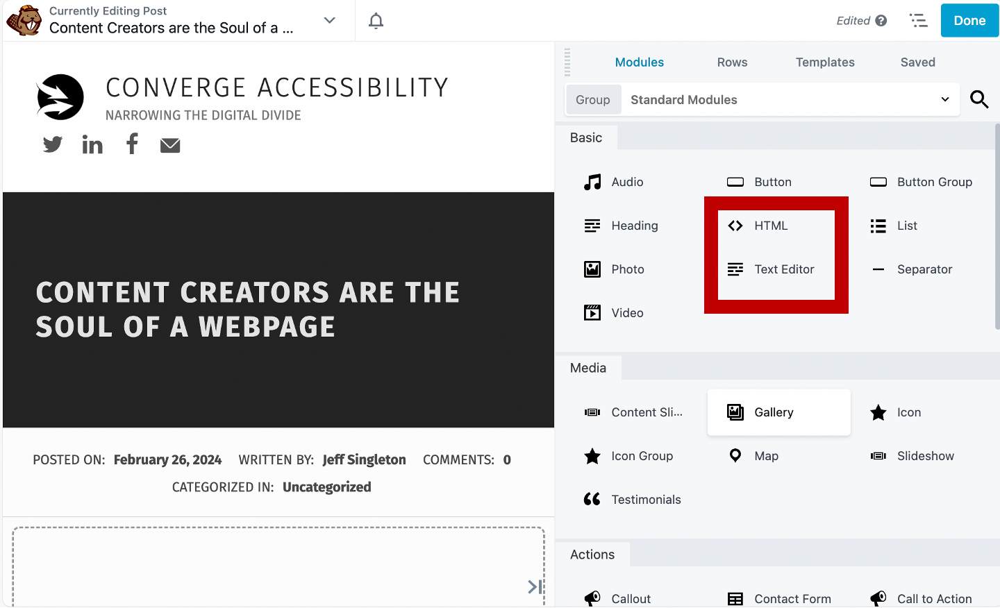 Currently Editing Post
Content Creators are the Soul of a ...
Edited
Done
CONVERGE ACCESSIBILITY
NARROWING THE DIGITAL DIVIDE
CONTENT CREATORS ARE THE
SOUL OF A WEBPAGE
POSTED ON: February 26, 2024 WRITTEN BY: Jeff Singleton COMMENTS: 0
CATEGORIZED IN: Uncategorized
Modules Rows Templates Saved
Group Standard Modules
Basic
Audio Button Button Group
Heading HTML List
Photo Text Editor Separator
Video
Media
Content Sli... Gallery Icon
Icon Group Map Slideshow
Testimonials
Actions
Callout Contact Form Call to Action